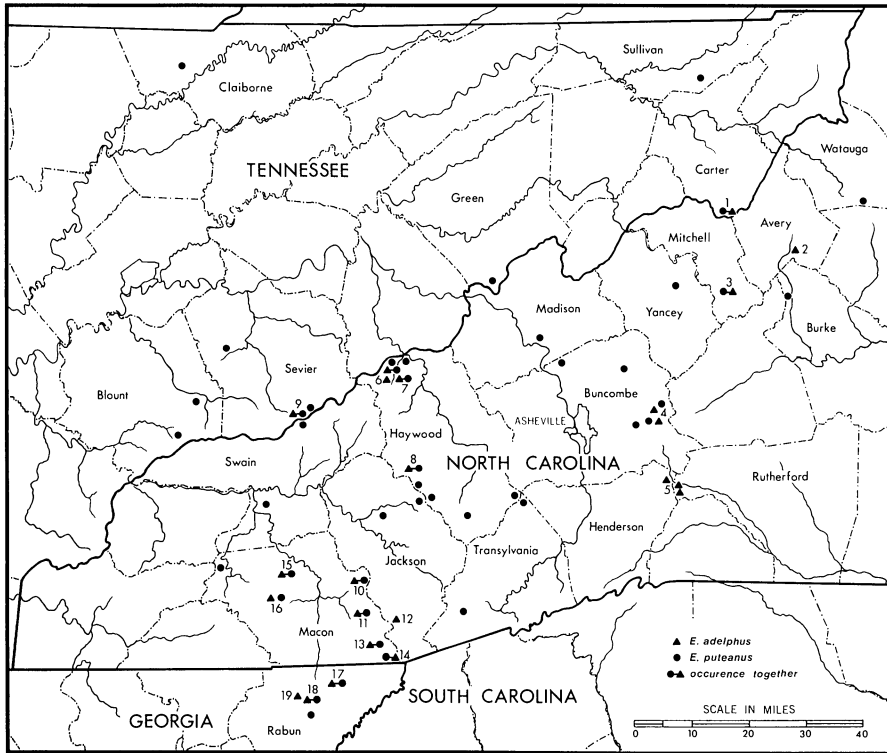 Sullivan
Claiborne
Watauga
TENNESSEE
Carter
Green
1
Avery
Mitchell
2
3
Madison
Yancey
Burke
Sevier
6
7
Blount
Buncombe
9
4
ASHEVILLE
Haywood
8
NORTH CAROLINA
Swain
5
Rutherford
Henderson
Transylvania
Jackson
15
10
16
11
12
Macon
13
14
E. adelphus
E. puteanus
occurence together
17
19
18
SOUTH CAROLINA
GEORGIA
Rabun
SCALE IN MILES
0 10 20 30 40